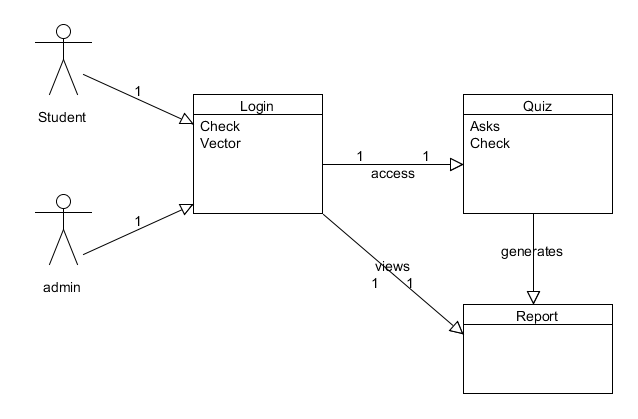 Student
1
Login
Check
Vector
1 1
access
Quiz
Asks
Check
admin
1
views
1 1
generates
Report